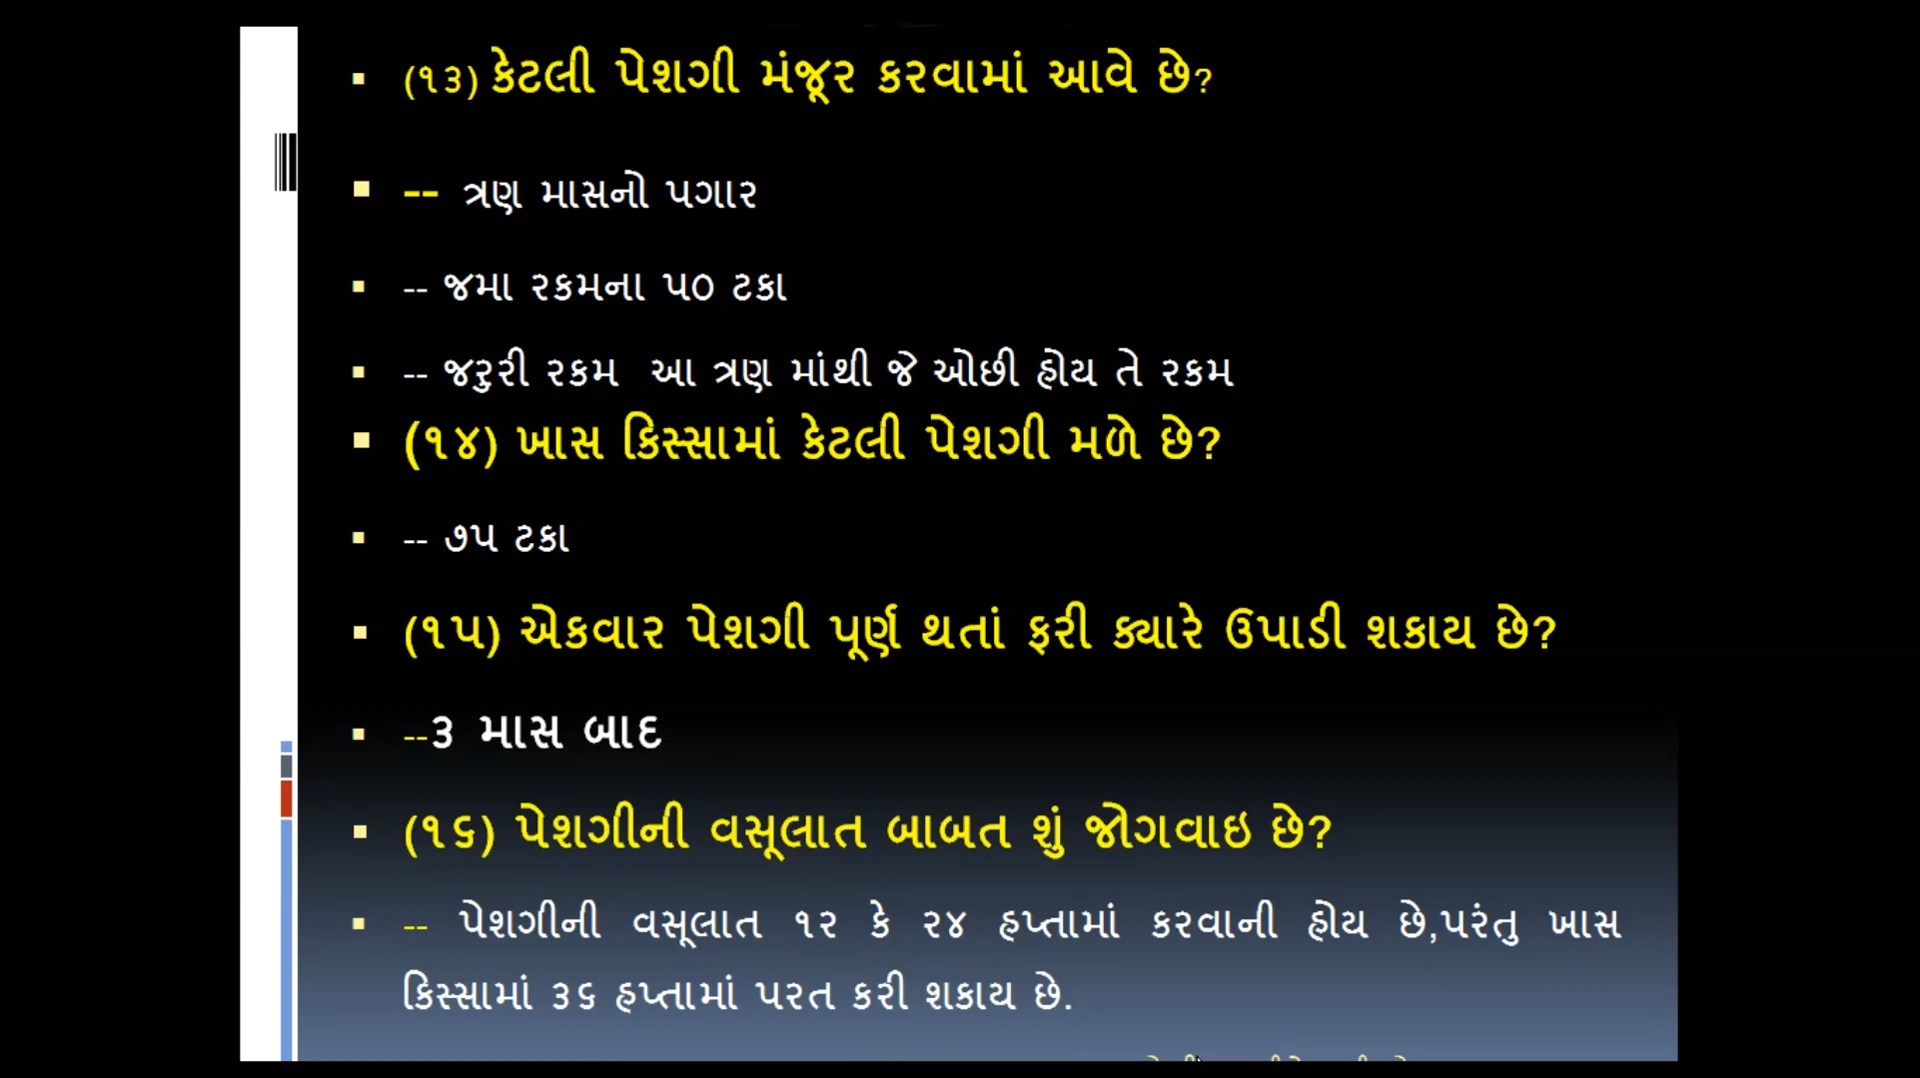 (૧૩) કેટલી પેશગી મંજૂર કરવામાં આવે છે?
-- ત્રણ માસનો પગાર
-- જમા રકમના ૫૦ ટકા
-- જરુરી રકમ આ ત્રણ માંથી જે ઓછી હોય તે રકમ
(૧૪) ખાસ કિસ્સામાં કેટલી પેશગી મળે છે?
-- ૭૫ ટકા
(૧૫) એકવાર પેશગી પૂર્ણ થતાં ફરી ક્યારે ઉપાડી શકાય છે?
--૩ માસ બાદ
(૧૬) પેશગીની વસૂલાત બાબત શું જોગવાઇ છે?
-- પેશગીની વસૂલાત ૧૨ કે ૨૪ હપ્તામાં કરવાની હોય છે,પરંતુ ખાસ
કિસ્સામાં ૩૬ હપ્તામાં પરત કરી શકાય છે.